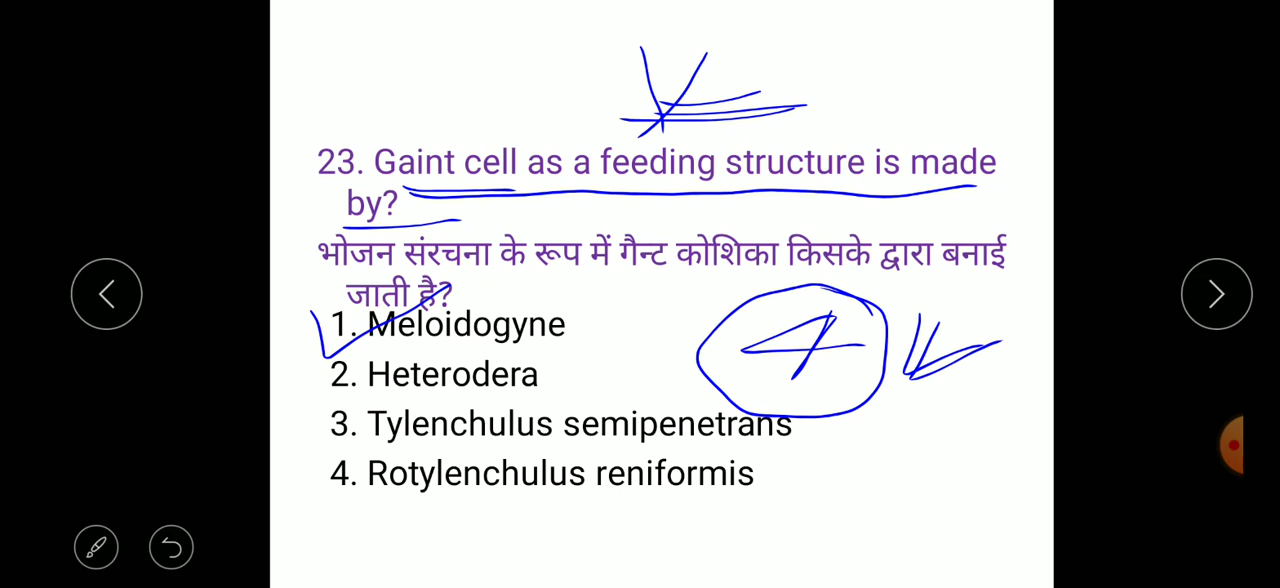 23. Gaint cell as a feeding structure is made
by?
भोजन संरचना के रूप में गैन्ट कोशिका किसके द्वारा बनाई
जाती है?
1. Meloidogyne
4
2. Heterodera
3. Tylenchulus semipenetrans
4. Rotylenchulus reniformis